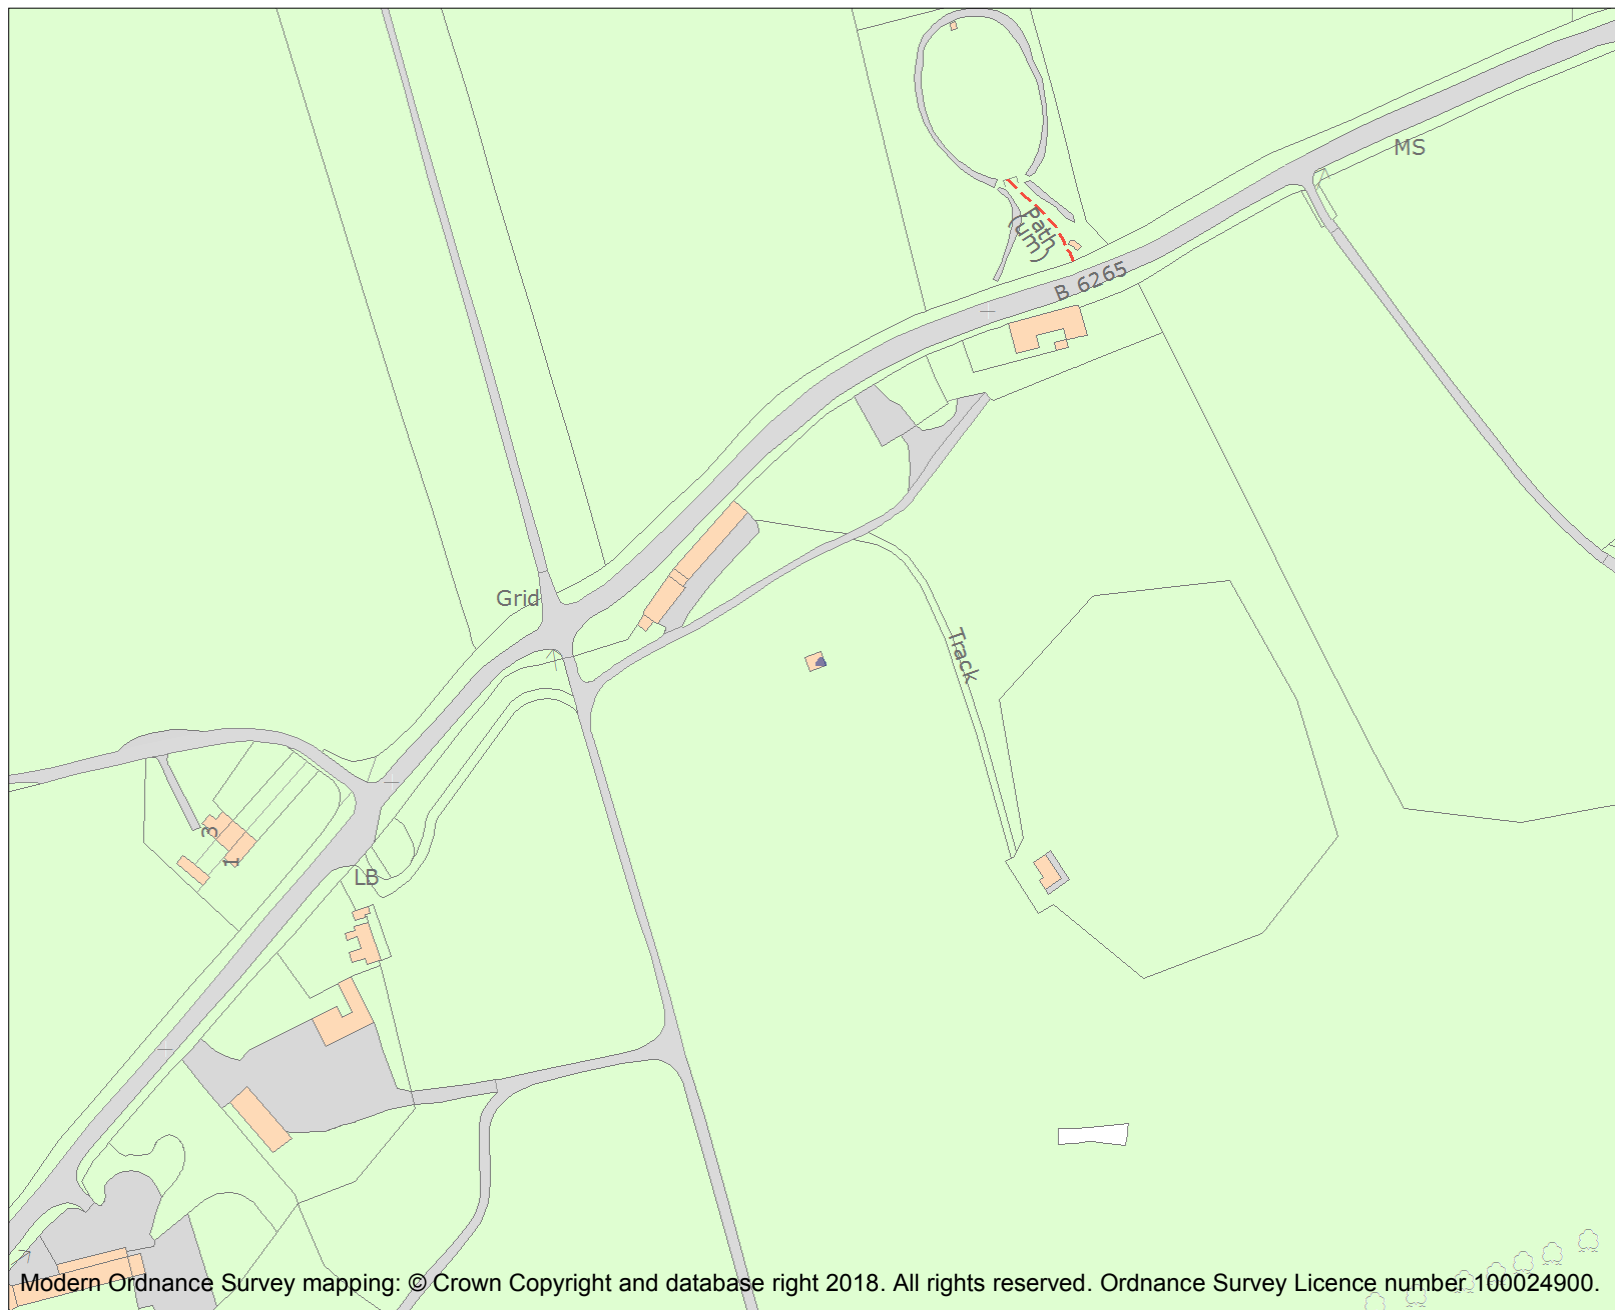 MS
Path
(um)
B 6265
Grid
Track
3
1
LB
Modern Ordnance Survey mapping: © Crown Copyright and database right 2018. All rights reserved. Ordnance Survey Licence number 100024900.